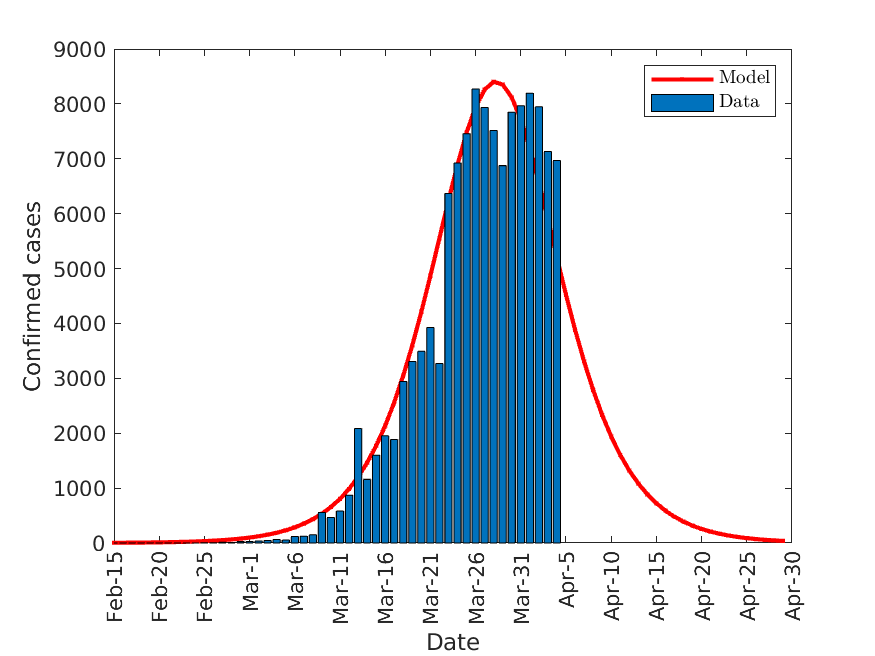 9000
8000
7000
6000
5000
4000
3000
2000
1000
0
Confirmed cases
Model
Data
Feb-15
Feb-20
Feb-25
Mar-1
Mar-6
Mar-11
Mar-16
Mar-21
Mar-26
Mar-31
Apr-5
Apr-10
Apr-15
Apr-20
Apr-25
Apr-30
Date